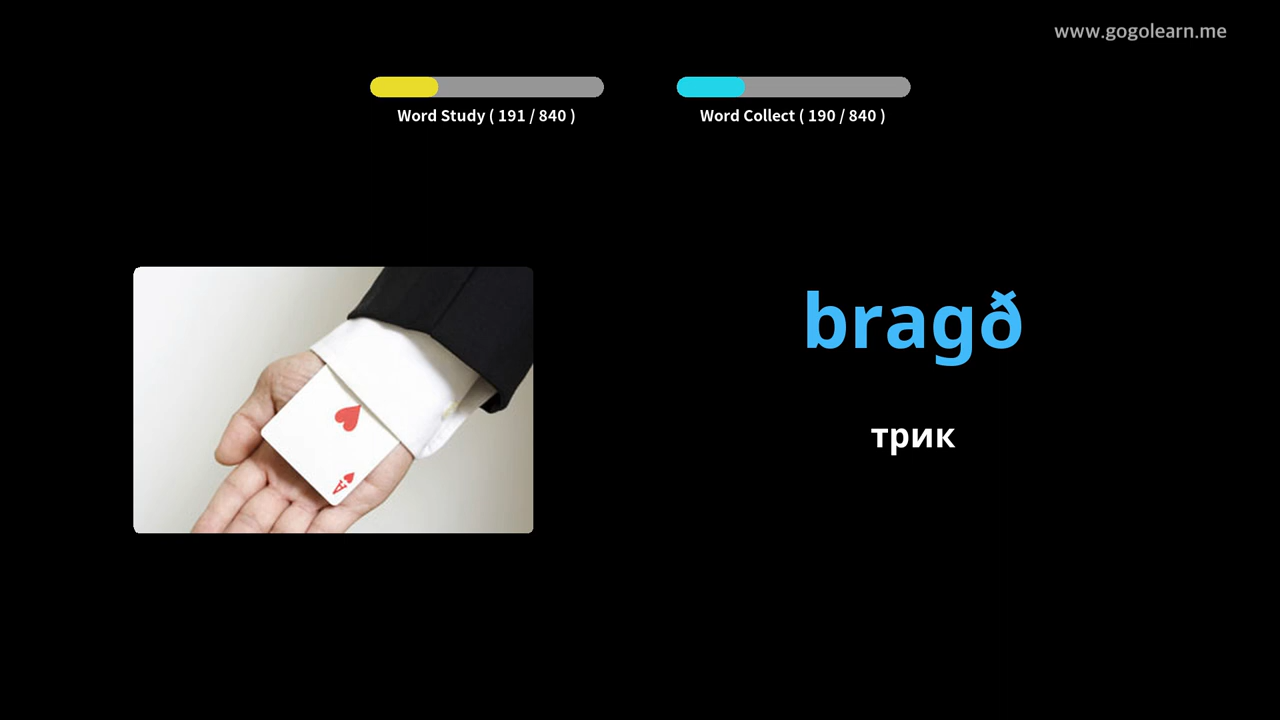 www.gogolearn.me
Word Study ( 191 / 840 )
Word Collect ( 190 / 840 )
bragð
трик
A